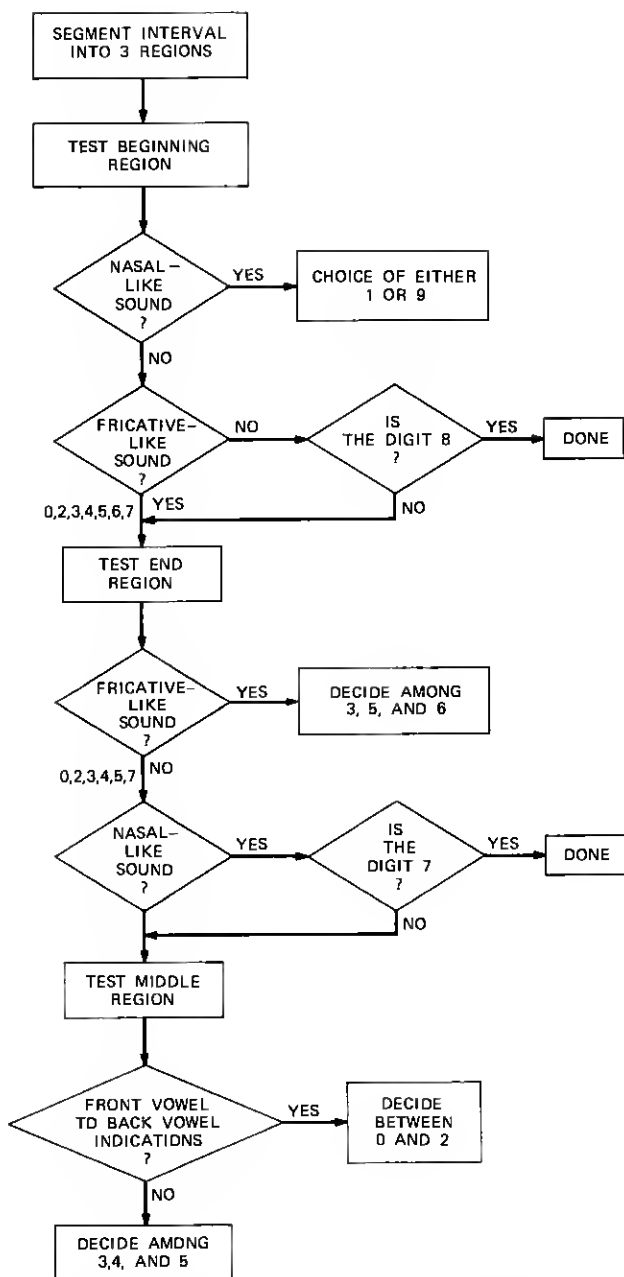 SEGMENT INTERVAL
INTO 3 REGIONS
TEST BEGINNING
REGION
NASAL-
LIKE
SOUND
?
YES
CHOICE OF EITHER
1 OR 9
NO
FRICATIVE-
LIKE
SOUND
?
NO
IS
THE DIGIT 8
?
YES
DONE
0,2,3,4,5,6,7
YES
NO
TEST END
REGION
FRICATIVE-
LIKE
SOUND
?
YES
DECIDE AMONG
3, 5, AND 6
0,2,3,4,5,7
NO
NASAL-
LIKE
SOUND
?
YES
IS
THE
DIGIT 7
?
YES
DONE
NO
TEST MIDDLE
REGION
FRONT VOWEL
TD BACK VOWEL
INDICATIONS
?
YES
DECIDE
BETWEEN
0 AND 2
NO
DECIDE AMDNG
3,4, AND 5